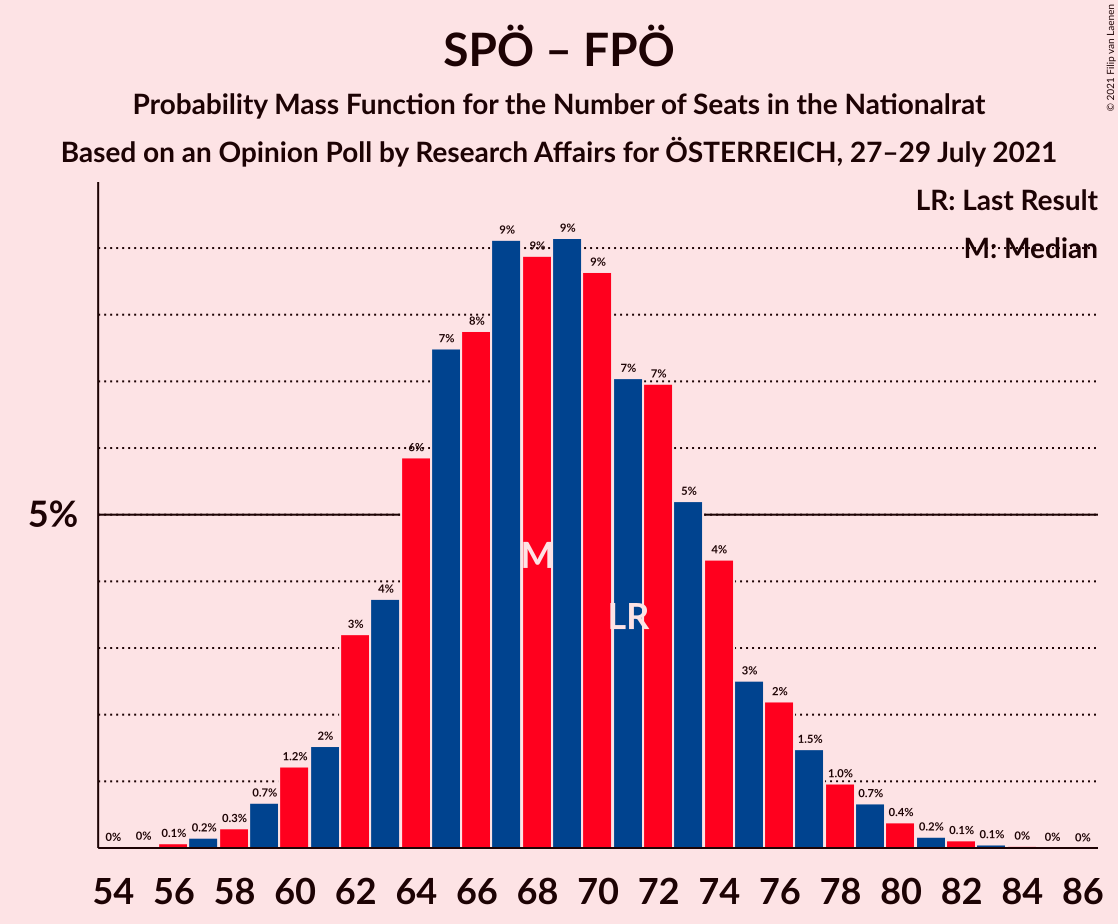 SPÖ – FPÖ
Probability Mass Function for the Number of Seats in the Nationalrat
Based on an Opinion Poll by Research Affairs for ÖSTERREICH, 27–29 July 2021
© 2021 Filip van Laenen
LR: Last Result
M: Median
5%
0% 0% 0.1% 0.2% 0.3% 0.7% 1.2% 2% 3% 4% 6% 7% 8% 9% 9% 9% 9% 7% 7% 5% 4% 3% 2% 1.5% 1.0% 0.7% 0.4% 0.2% 0.1% 0.1% 0% 0% 0%
M
LR
54 56 58 60 62 64 66 68 70 72 74 76 78 80 82 84 86